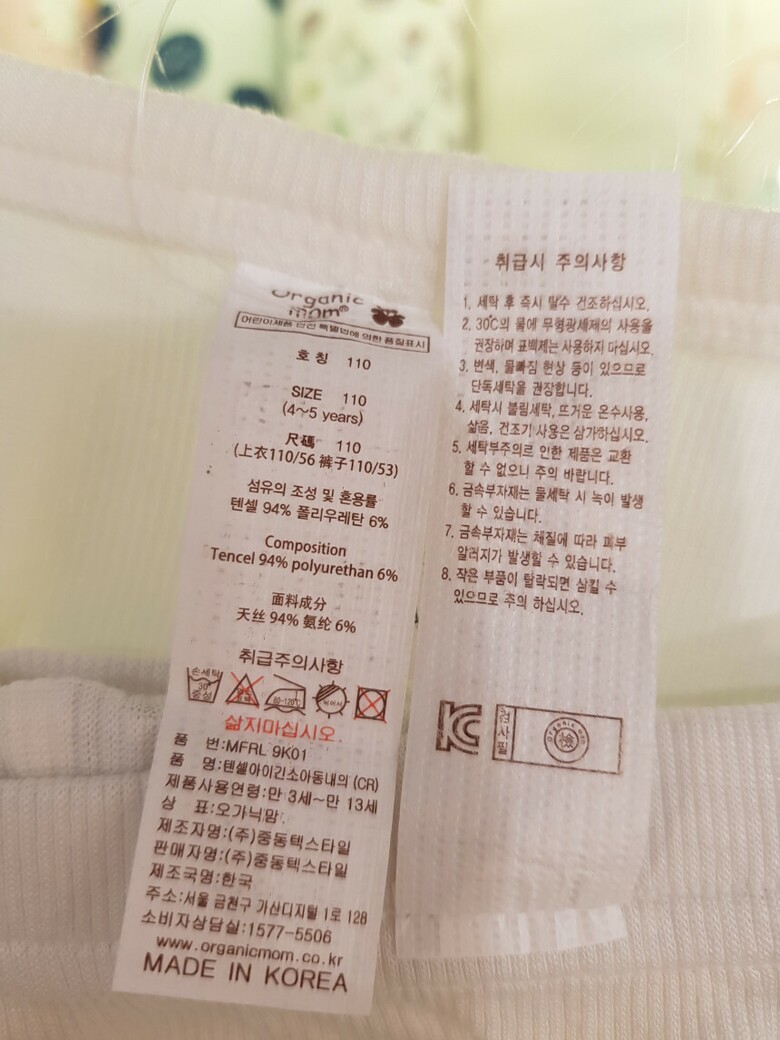 Organic
mom®
어린이제품 안전 특별법에 의한 품질표시
호 칭 110
SIZE 110
(4~5 years)
尺碼 110
(上衣110/56 裤子110/53)
섬유의 조성 및 혼용률
텐셀 94% 폴리우레탄 6%
Composition
Tencel 94% polyurethan 6%
面料成分
天丝 94% 氨纶 6%
취급주의사항
손세탁
30
중성
80~120℃
삶지마십시오
품 번:MFRL 9K01
품 명:텐셀아이긴소아동내의 (CR)
제품사용연령:만 3세~만 13세
상 표:오가닉맘
제조자명:(주)중동텍스타일
판매자명:(주)중동텍스타일
제조국명:한국
주소:서울 금천구 가산디지털 1로 128
소비자상담실:1577-5506
www.organicmom.co.kr
MADE IN KOREA
취급시 주의사항
1. 세탁 후 즉시 탈수 건조하십시오.
2. 30℃의 물에 무형광세제의 사용을
권장하며 표백제는 사용하지 마십시오.
3. 변색, 물빠짐 현상 등이 있으므로
단독세탁을 권장합니다.
4. 세탁시 불림세탁, 뜨거운 온수사용,
삶음, 건조기 사용은 삼가하십시오.
5. 세탁부주의로 인한 제품은 교환
할 수 없으니 주의 바랍니다.
6. 금속부자재는 물세탁 시 녹이 발생
할 수 있습니다.
7. 금속부자재는 체질에 따라 피부
알러지가 발생할 수 있습니다.
8. 작은 부품이 탈락되면 삼킬 수
있으므로 주의 하십시오.
KC
검사필
organic mom
檢